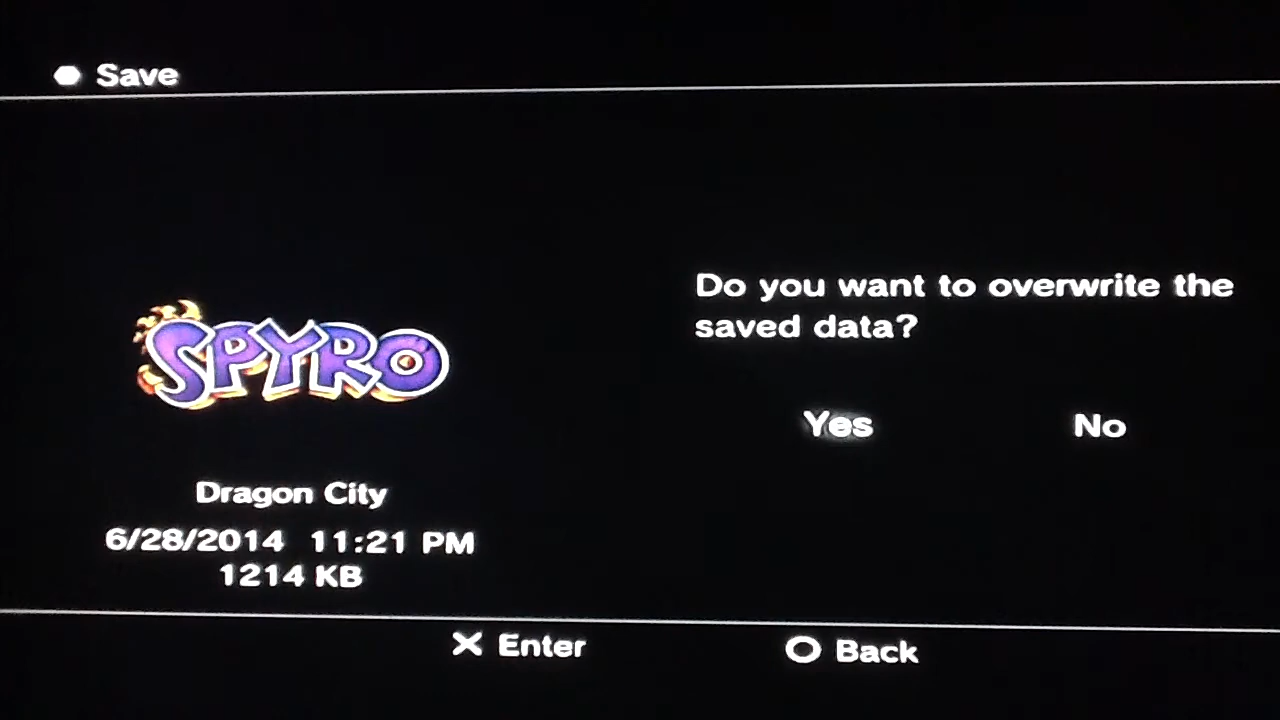 Save
SPYRO
Do you want to overwrite the
saved data?
Yes No
Dragon City
6/28/2014 11:21 PM
1214 KB
Enter Back